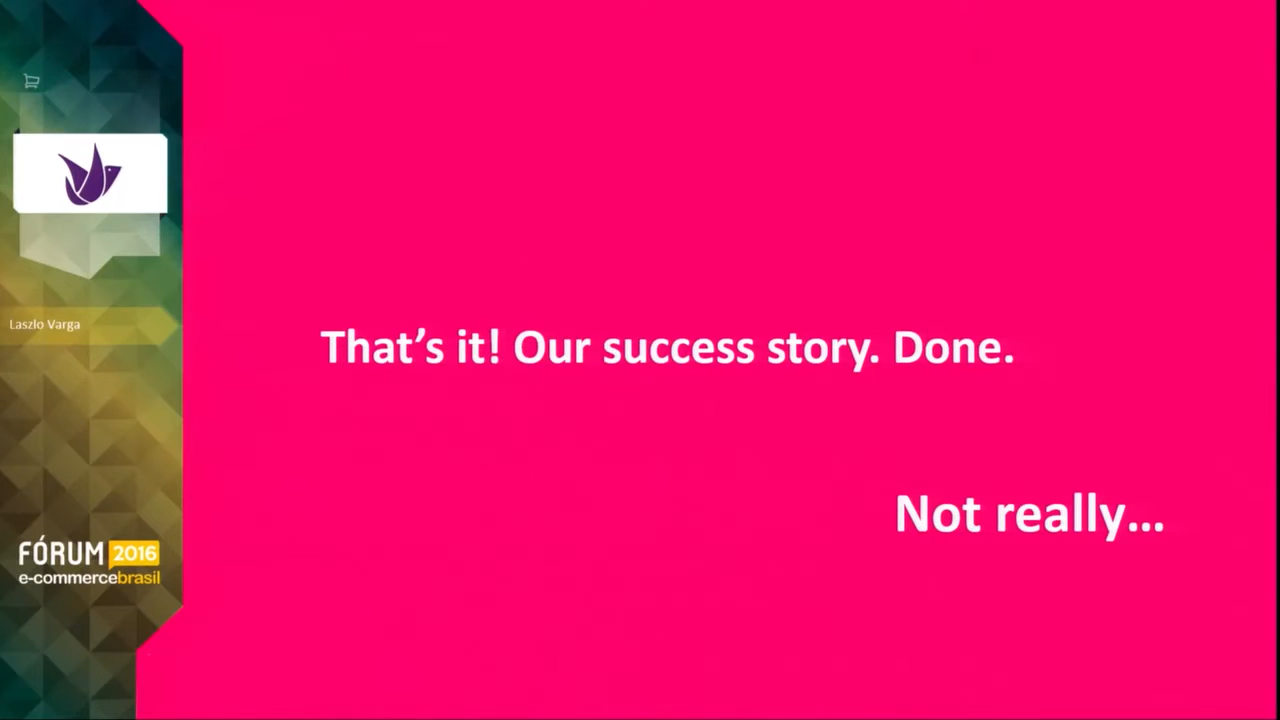 Laszlo Varga
FÓRUM 2016
e-commercebrasil
That's it! Our success story. Done.
Not really...